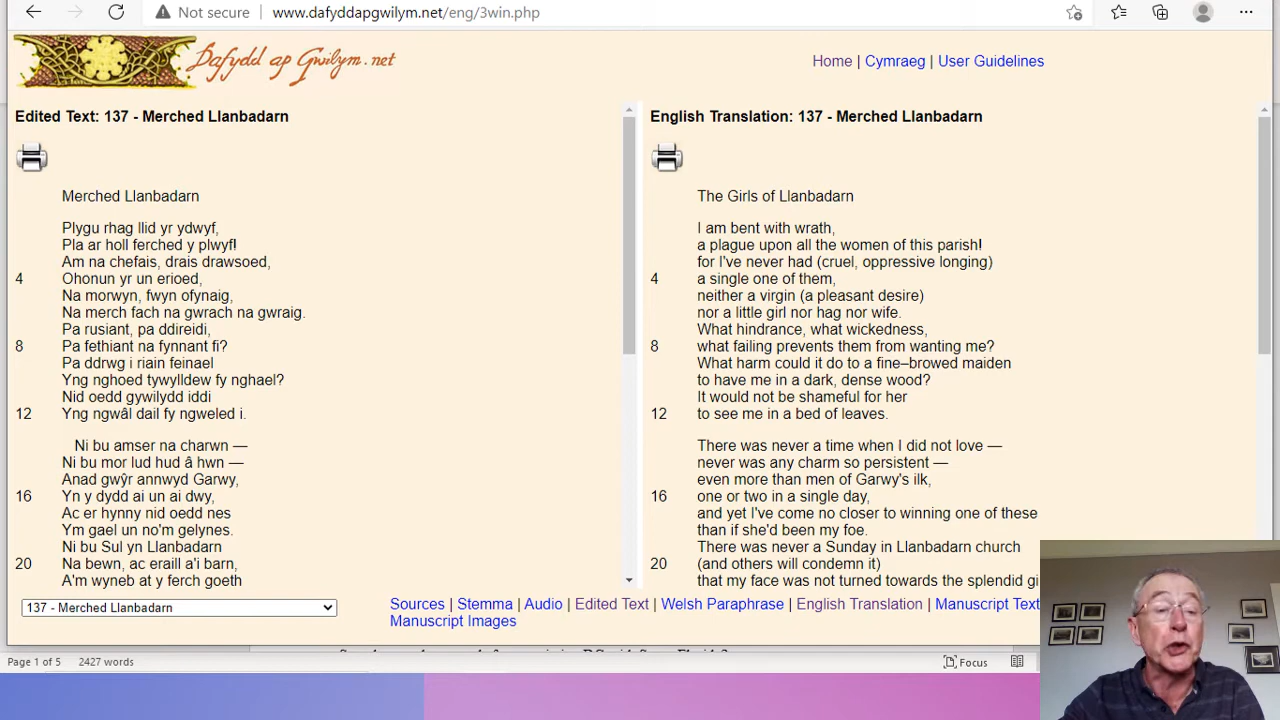 Not secure | www.dafyddapgwilym.net/eng/3win.php
Dafydd ap Gwilym.net
Home | Cymraeg | User Guidelines
Edited Text: 137 - Merched Llanbadarn
Merched Llanbadarn
Plygu rhag llid yr ydwyf,
Pla ar holl ferched y plwyf!
Am na chefais, drais drawsoed,
4 Ohonun yr un erioed,
Na morwyn, fwyn ofynaig,
Na merch fach na gwrach na gwraig.
Pa rusiant, pa ddireidi,
8 Pa fethiant na fynnant fi?
Pa ddrwg i riain feinael
Yng nghoed tywylldew fy nghael?
Nid oedd gywilydd iddi
12 Yng ngwâl dail fy ngweled i.
Ni bu amser na charwn —
Ni bu mor lud hud â hwn —
Anad gwŷr annwyd Garwy,
16 Yn y dydd ai un ai dwy,
Ac er hynny nid oedd nes
Ym gael un no'm gelynes.
Ni bu Sul yn Llanbadarn
20 Na bewn, ac eraill a'i barn,
A'm wyneb at y ferch goeth
English Translation: 137 - Merched Llanbadarn
The Girls of Llanbadarn
I am bent with wrath,
a plague upon all the women of this parish!
for I've never had (cruel, oppressive longing)
4 a single one of them,
neither a virgin (a pleasant desire)
nor a little girl nor hag nor wife.
What hindrance, what wickedness,
8 what failing prevents them from wanting me?
What harm could it do to a fine–browed maiden
to have me in a dark, dense wood?
It would not be shameful for her
12 to see me in a bed of leaves.
There was never a time when I did not love —
never was any charm so persistent —
even more than men of Garwy's ilk,
16 one or two in a single day,
and yet I've come no closer to winning one of these
than if she'd been my foe.
There was never a Sunday in Llanbadarn church
20 (and others will condemn it)
that my face was not turned towards the splendid gi
137 - Merched Llanbadarn
Sources | Stemma | Audio | Edited Text | Welsh Paraphrase | English Translation | Manuscript Text
Manuscript Images
Page 1 of 5 2427 words
Focus